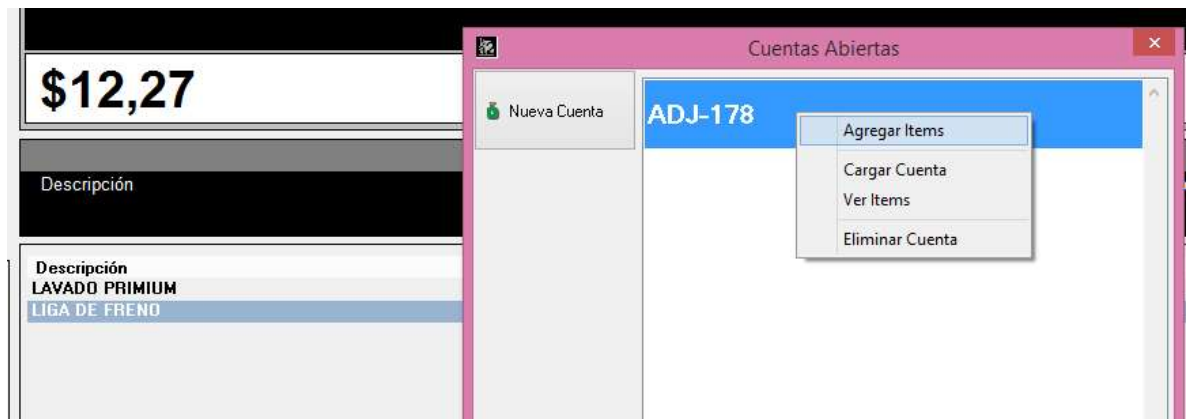 $12,27
Descripción
Descripción
LAVADO PRIMIUM
LIGA DE FRENO
Cuentas Abiertas
Nueva Cuenta
ADJ-178
Agregar Items
Cargar Cuenta
Ver Items
Eliminar Cuenta